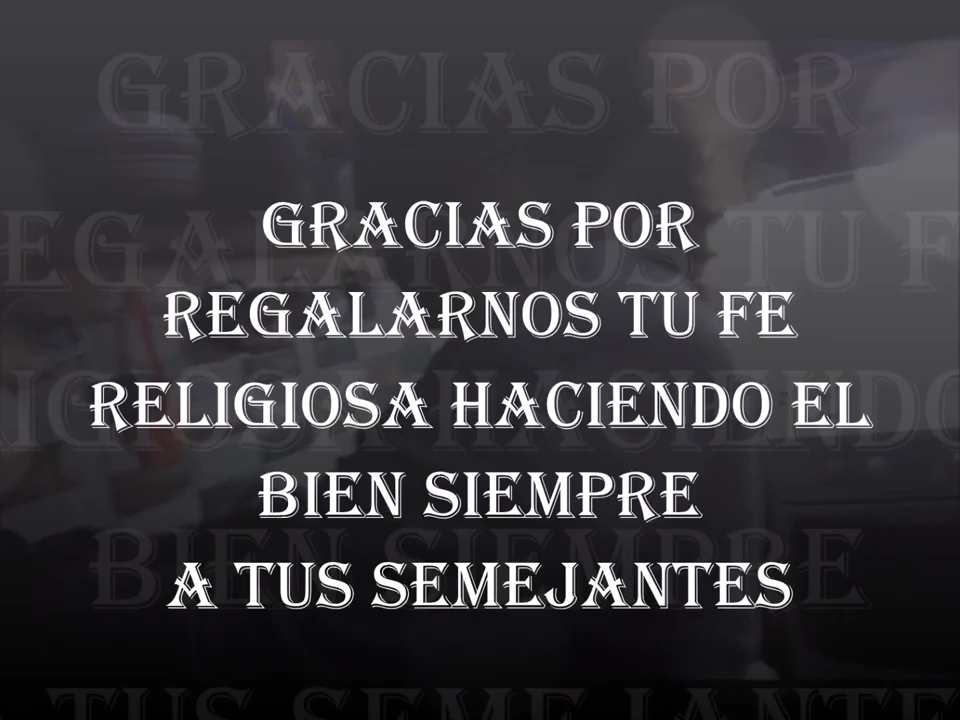 GRACIAS POR
REGALARNOS TU FE
RELIGIOSA HACIENDO EL
BIEN SIEMPRE
A TUS SEMEJANTES